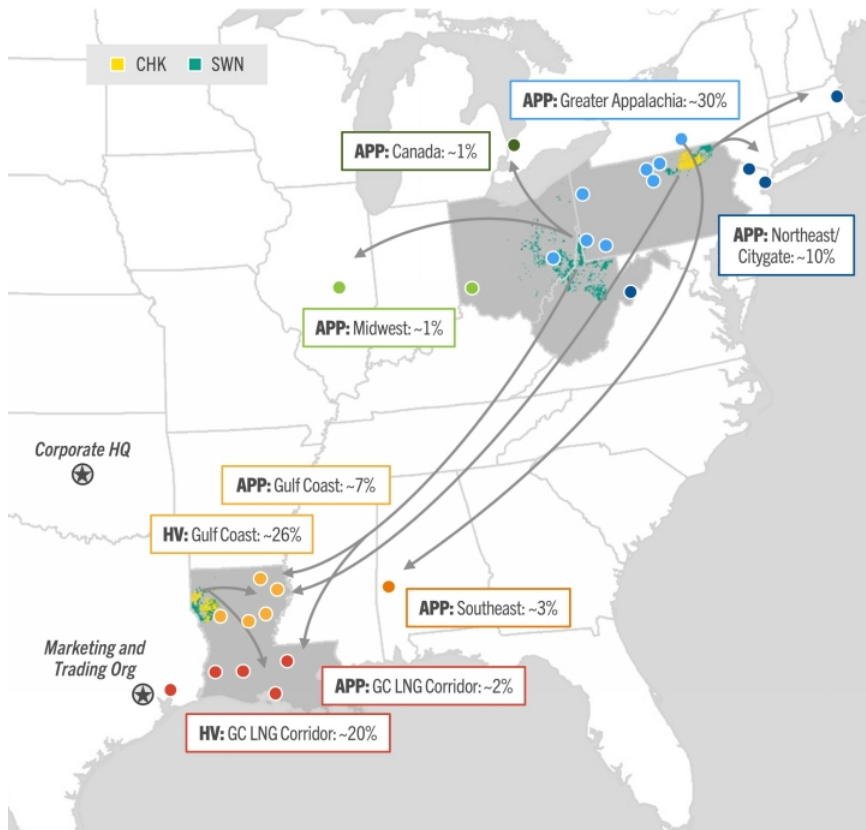 CHK
SWN
APP: Greater Appalachia: ~30%
APP: Canada: ~1%
APP: Northeast/
Citygate: ~10%
APP: Midwest: ~1%
Corporate HQ
APP: Gulf Coast: ~7%
HV: Gulf Coast: ~26%
APP: Southeast: ~3%
Marketing and
Trading Org
APP: GC LNG Corridor: ~2%
HV: GC LNG Corridor: ~20%